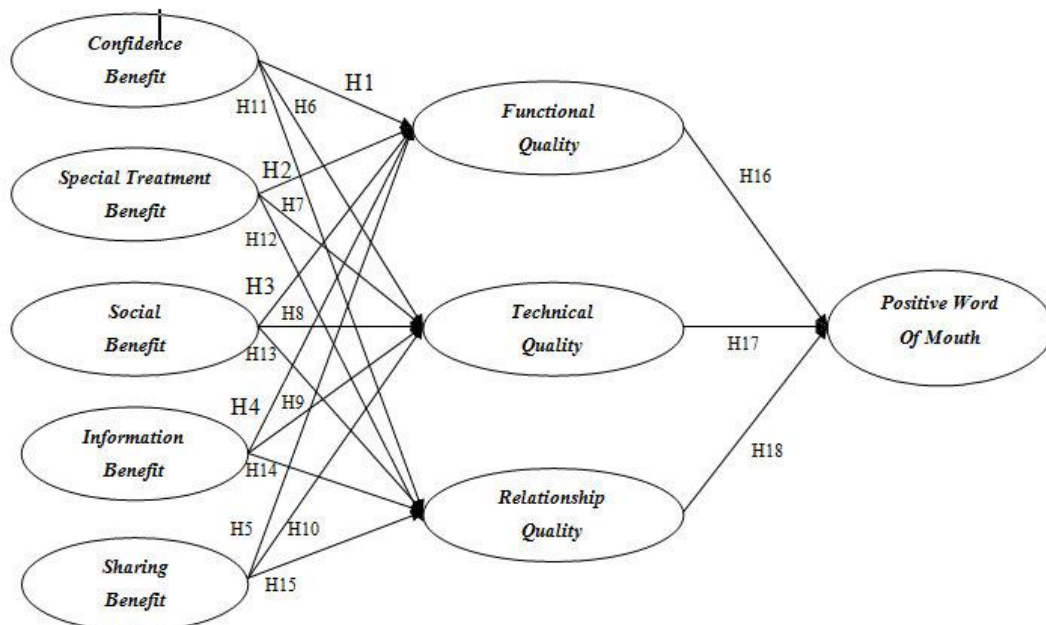 Confidence
Benefit
H1
H11
H6
Functional
Quality
Special Treatment
Benefit
H2
H7
H12
H16
Social
Benefit
H3
H8
H13
Technical
Quality
H17
Positive Word
Of Mouth
Information
Benefit
H4
H9
H14
H18
Relationship
Quality
Sharing
Benefit
H5
H10
H15